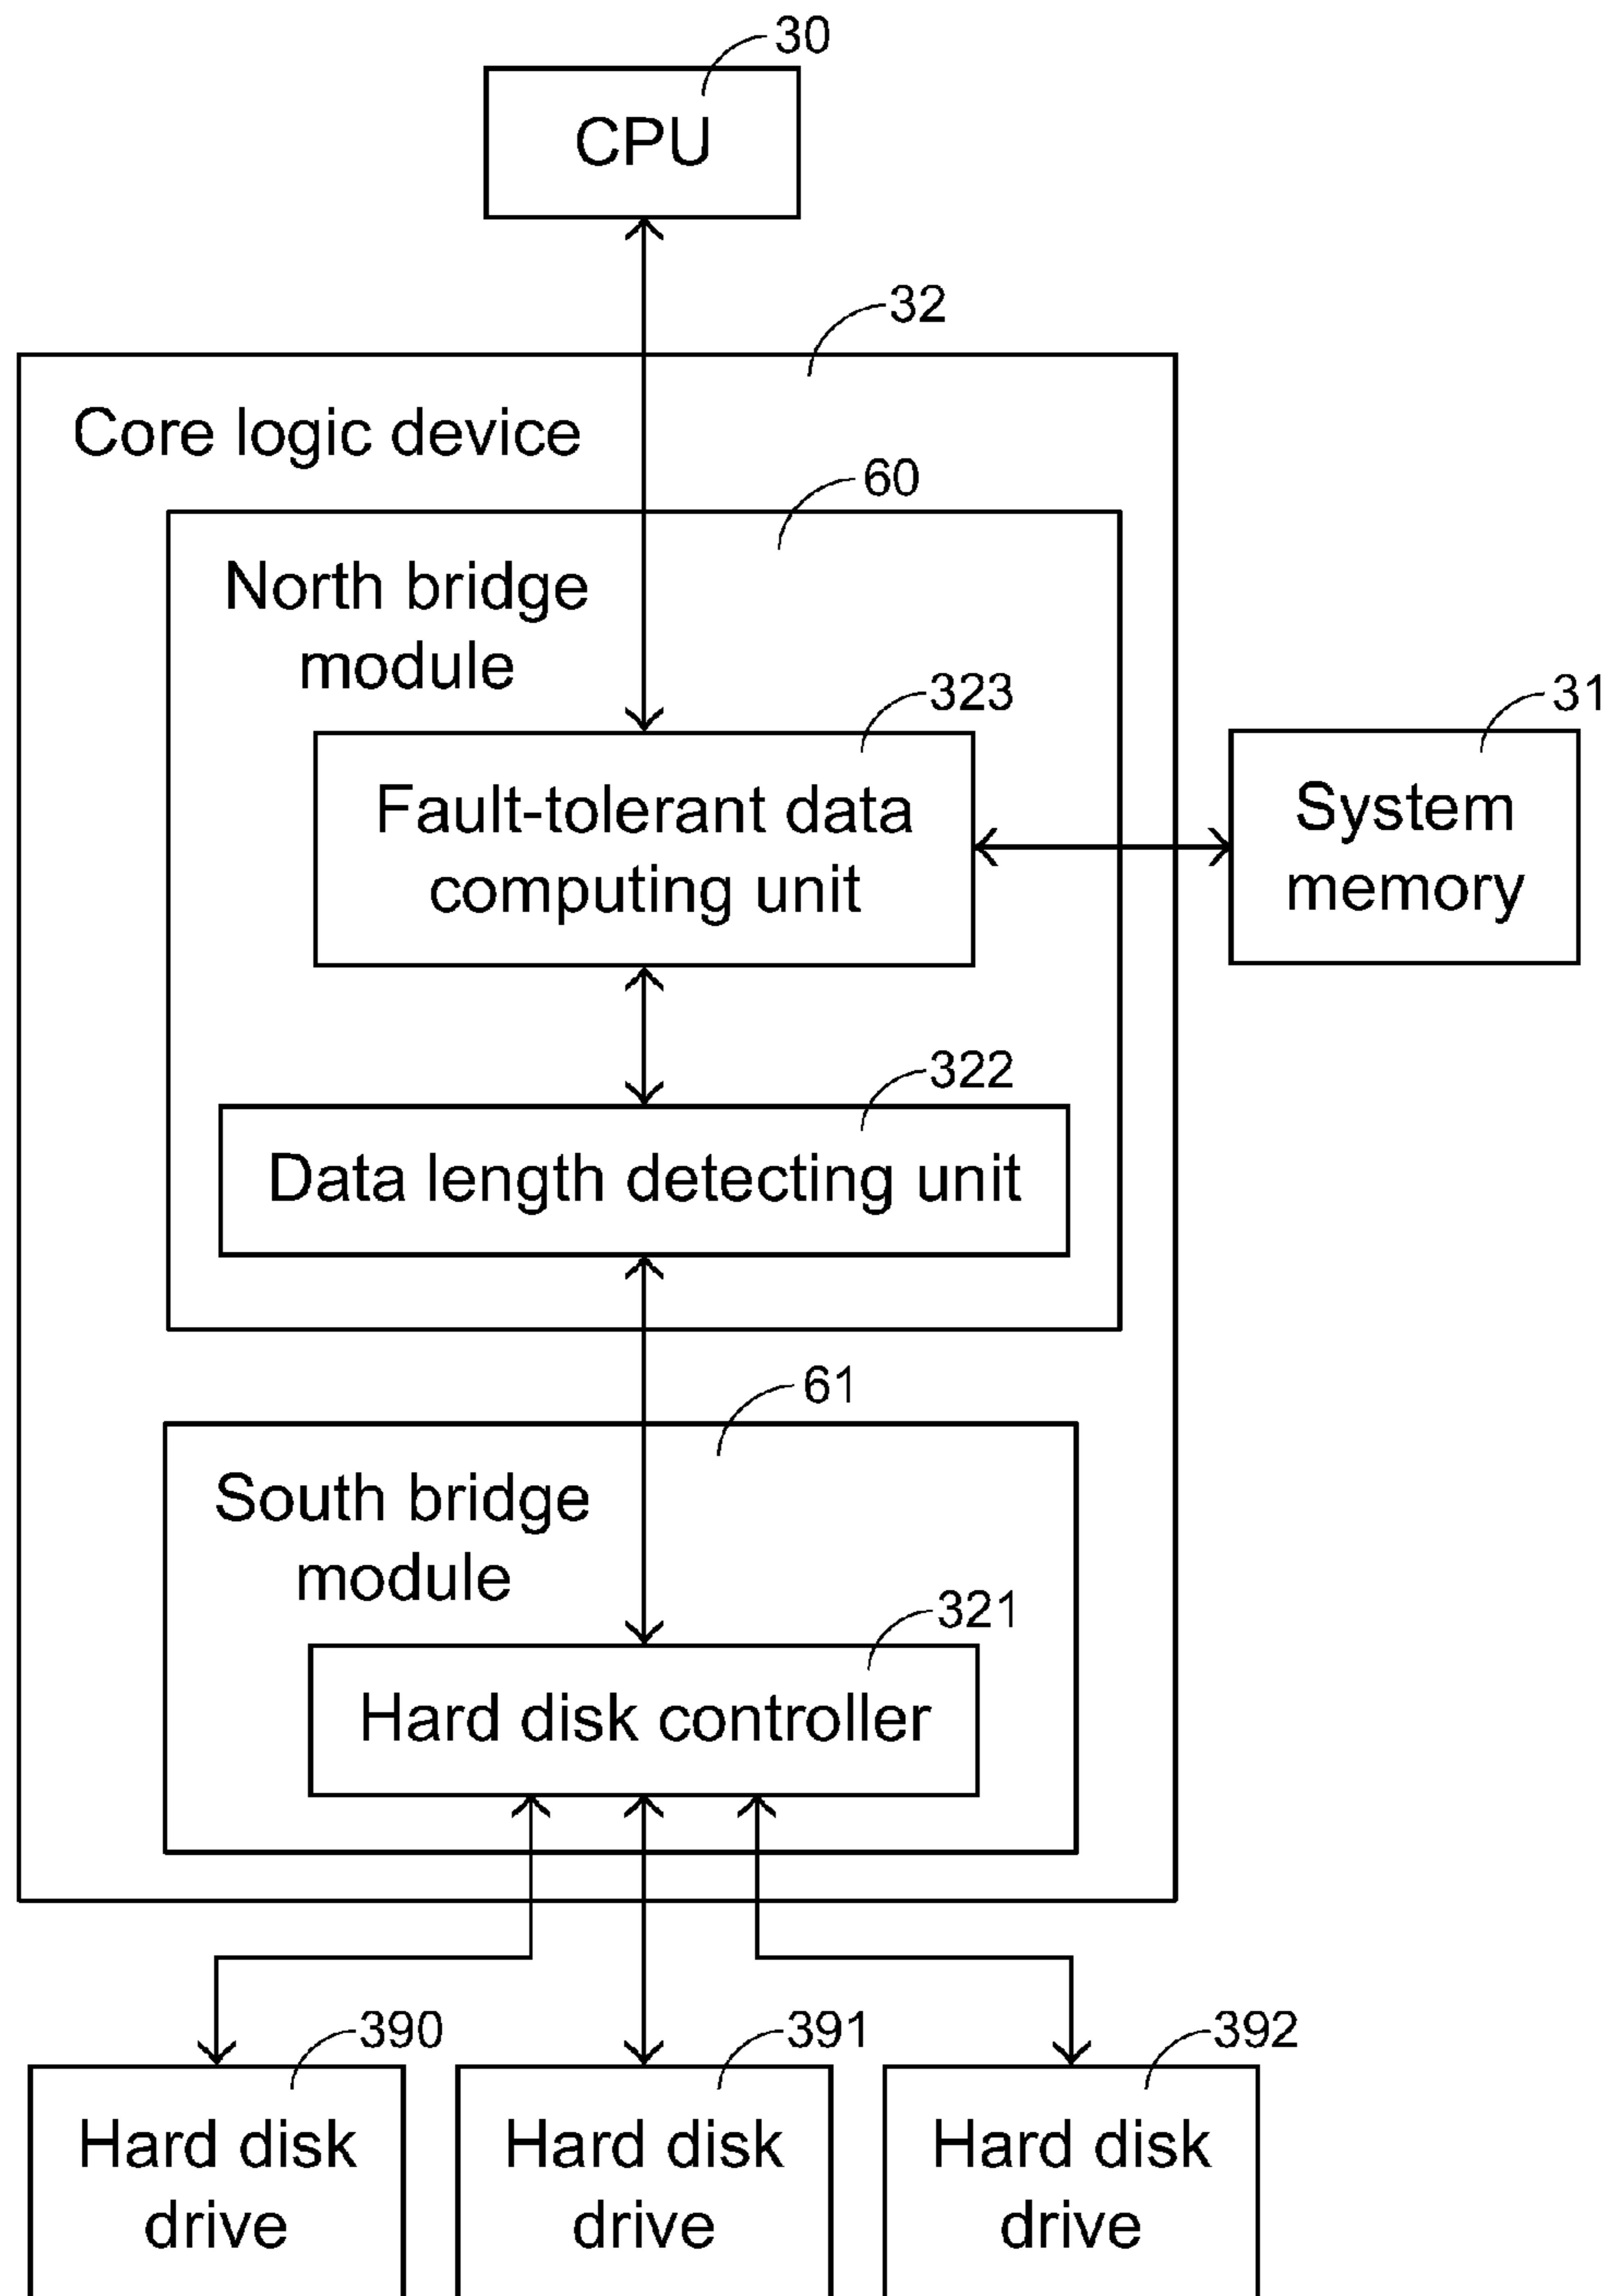 30
CPU
32
Core logic device
60
North bridge
module
323
31
Fault-tolerant data
computing unit
System
memory
322
Data length detecting unit
61
South bridge
module
321
Hard disk controller
390
391
392
Hard disk
drive
Hard disk
drive
Hard disk
drive